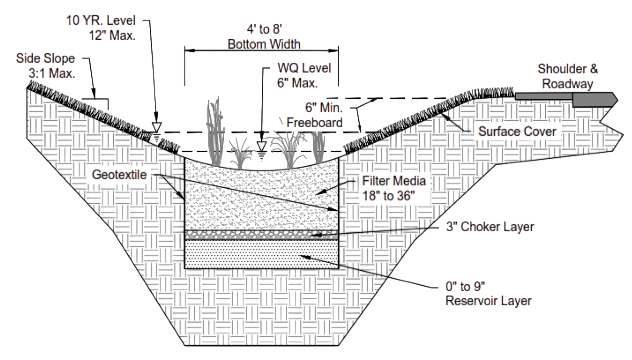 10 YR. Level
12" Max.
4' to 8'
Bottom Width
Side Slope
3:1 Max.
WQ Level
6" Max.
Shoulder &
Roadway
6" Min.
Freeboard
Surface Cover
Geotextile
Filter Media
18" to 36"
3" Choker Layer
0" to 9"
Reservoir Layer